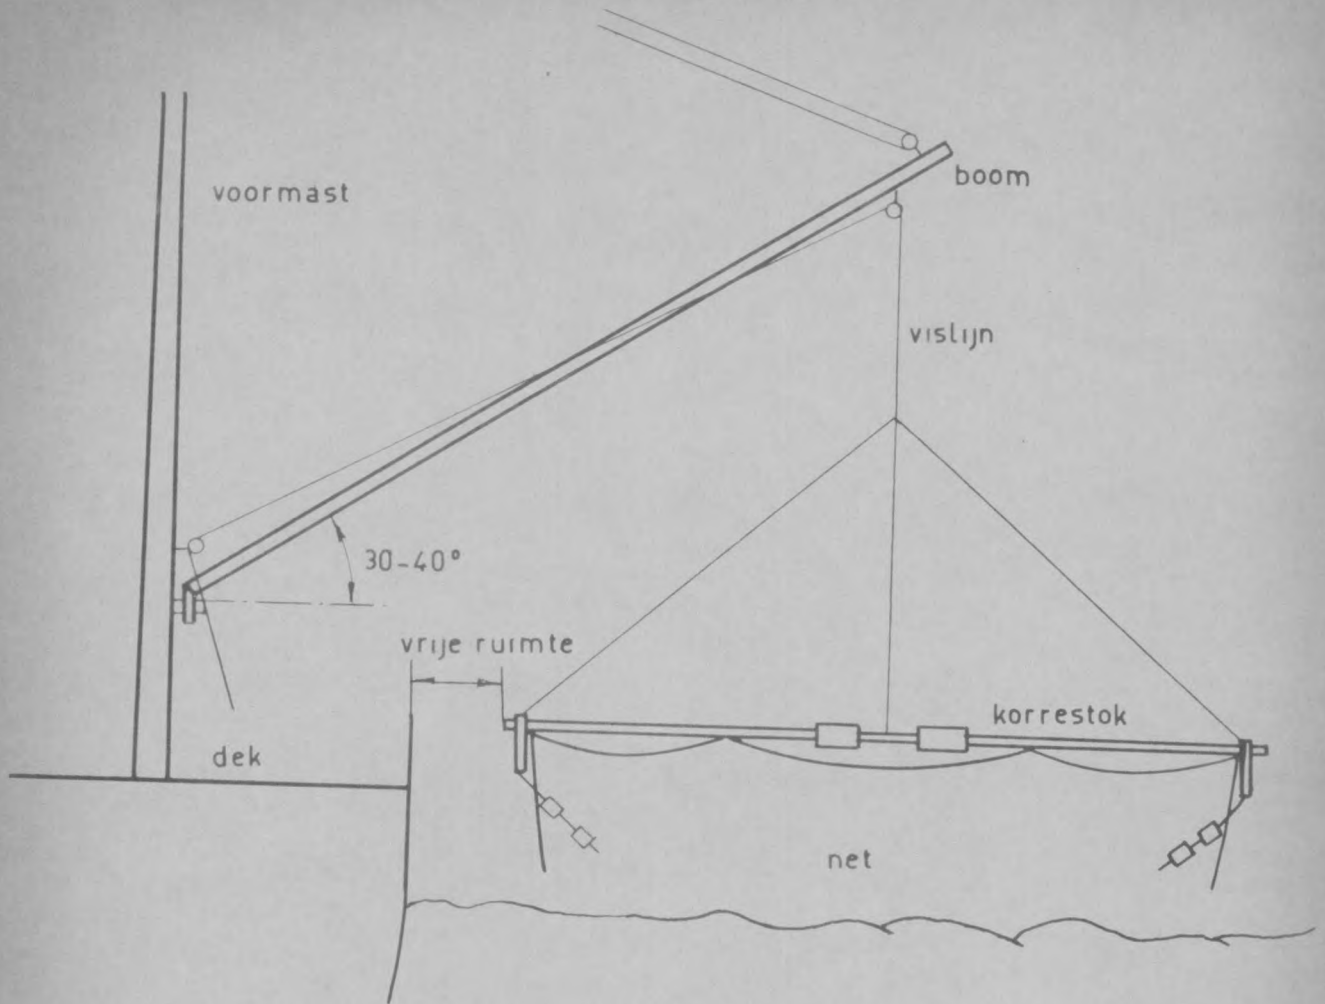 voormast
boom
vislijn
30-40°
vrije ruimte
korrestok
dek
net